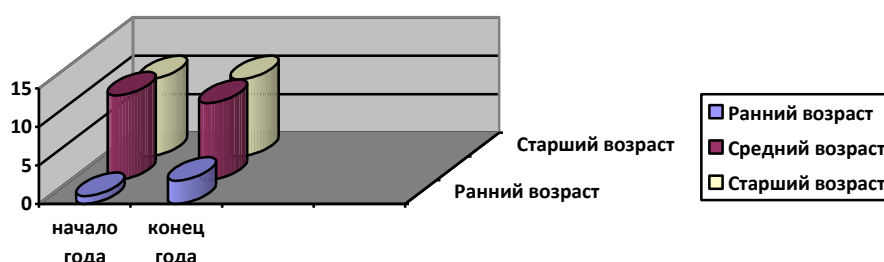 15
10
5
0
начало года
конец года
Ранний возраст
Старший возраст
Ранний возраст
Средний возраст
Старший возраст